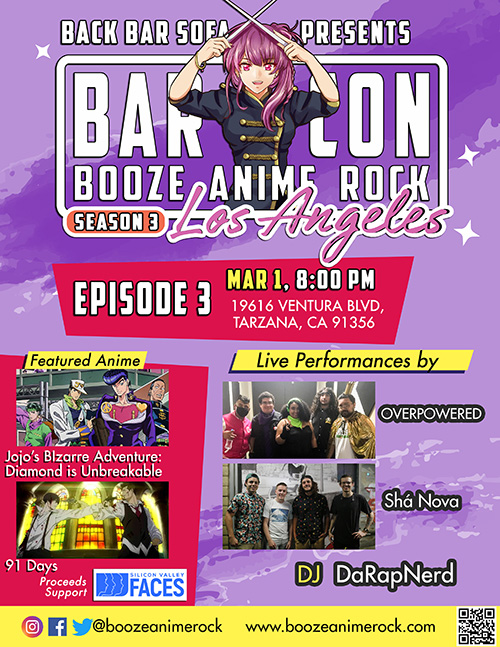 BACK BAR SOFA PRESENTS
BAR CON
BOOZE ANIME ROCK
SEASON 3
Los Angeles
EPISODE 3
MAR 1, 8:00 PM
19616 VENTURA BLVD,
TARZANA, CA 91356
Featured Anime
Jojo's BIzarre Adventure:
Diamond is Unbreakable
91 Days
Proceeds
Support
SILICON VALLEY
FACES
Live Performances by
OVERPOWERED
Shá Nova
DJ DaRapNerd
@boozeanimerock www.boozeanimerock.com